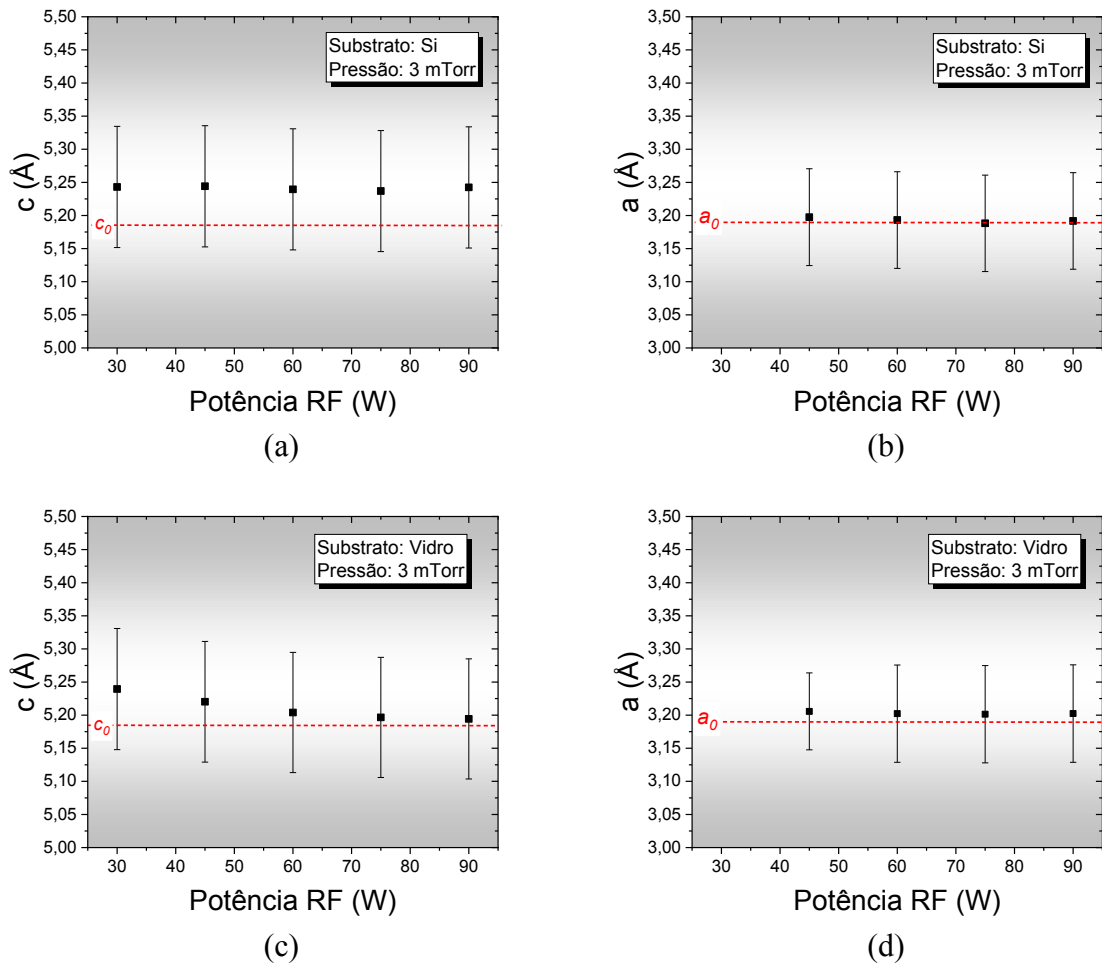 5,50
5,45
5,40
5,35
5,30
5,25
5,20
5,15
5,10
5,05
5,00
c (Å)
Substrato: Si
Pressão: 3 mTorr
c0
30 40 50 60 70 80 90
Potência RF (W)
(a)
3,50
3,45
3,40
3,35
3,30
3,25
3,20
3,15
3,10
3,05
3,00
a (Å)
Substrato: Si
Pressão: 3 mTorr
a0
30 40 50 60 70 80 90
Potência RF (W)
(b)
5,50
5,45
5,40
5,35
5,30
5,25
5,20
5,15
5,10
5,05
5,00
c (Å)
Substrato: Vidro
Pressão: 3 mTorr
c0
30 40 50 60 70 80 90
Potência RF (W)
(c)
3,50
3,45
3,40
3,35
3,30
3,25
3,20
3,15
3,10
3,05
3,00
a (Å)
Substrato: Vidro
Pressão: 3 mTorr
a0
30 40 50 60 70 80 90
Potência RF (W)
(d)